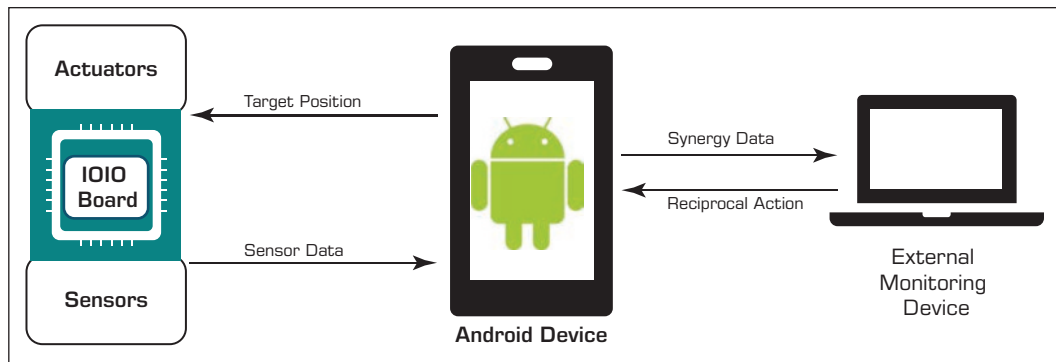 Actuators
IOIO
Board
Sensors
Target Position
Sensor Data
Android Device
Synergy Data
Reciprocal Action
External
Monitoring
Device